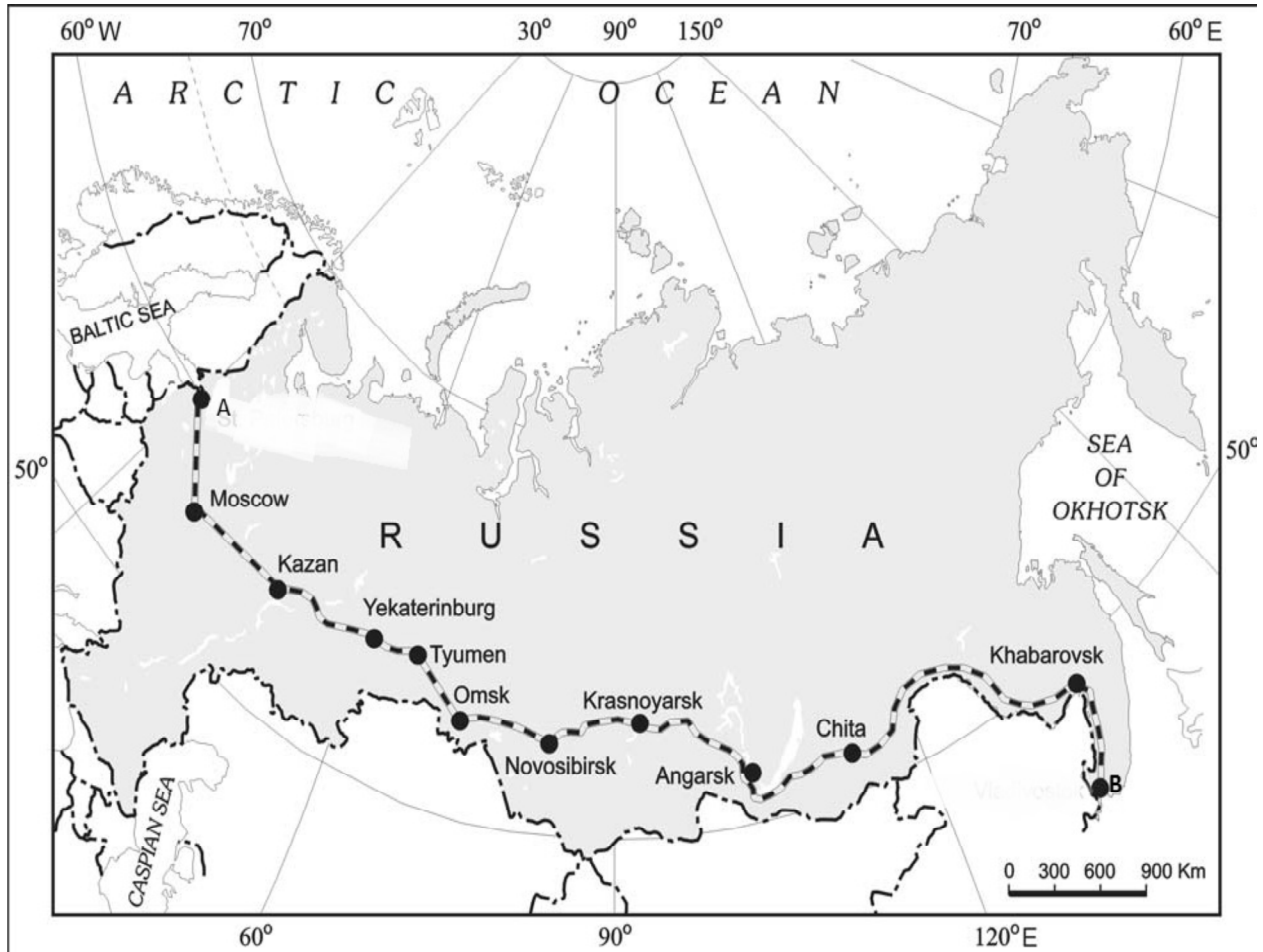 60° W 70° 30° 90° 150° 70° 60° E
A R C T I C O C E A N
BALTIC SEA
A
50°
50°
SEA
OF
OKHOTSK
Moscow
R U S S I A
Kazan
Yekaterinburg
Tyumen
Khabarovsk
Omsk
Krasnoyarsk
Chita
Novosibirsk
Angarsk
B
CASPIAN SEA
0 300 600 900 Km
60° 90° 120° E